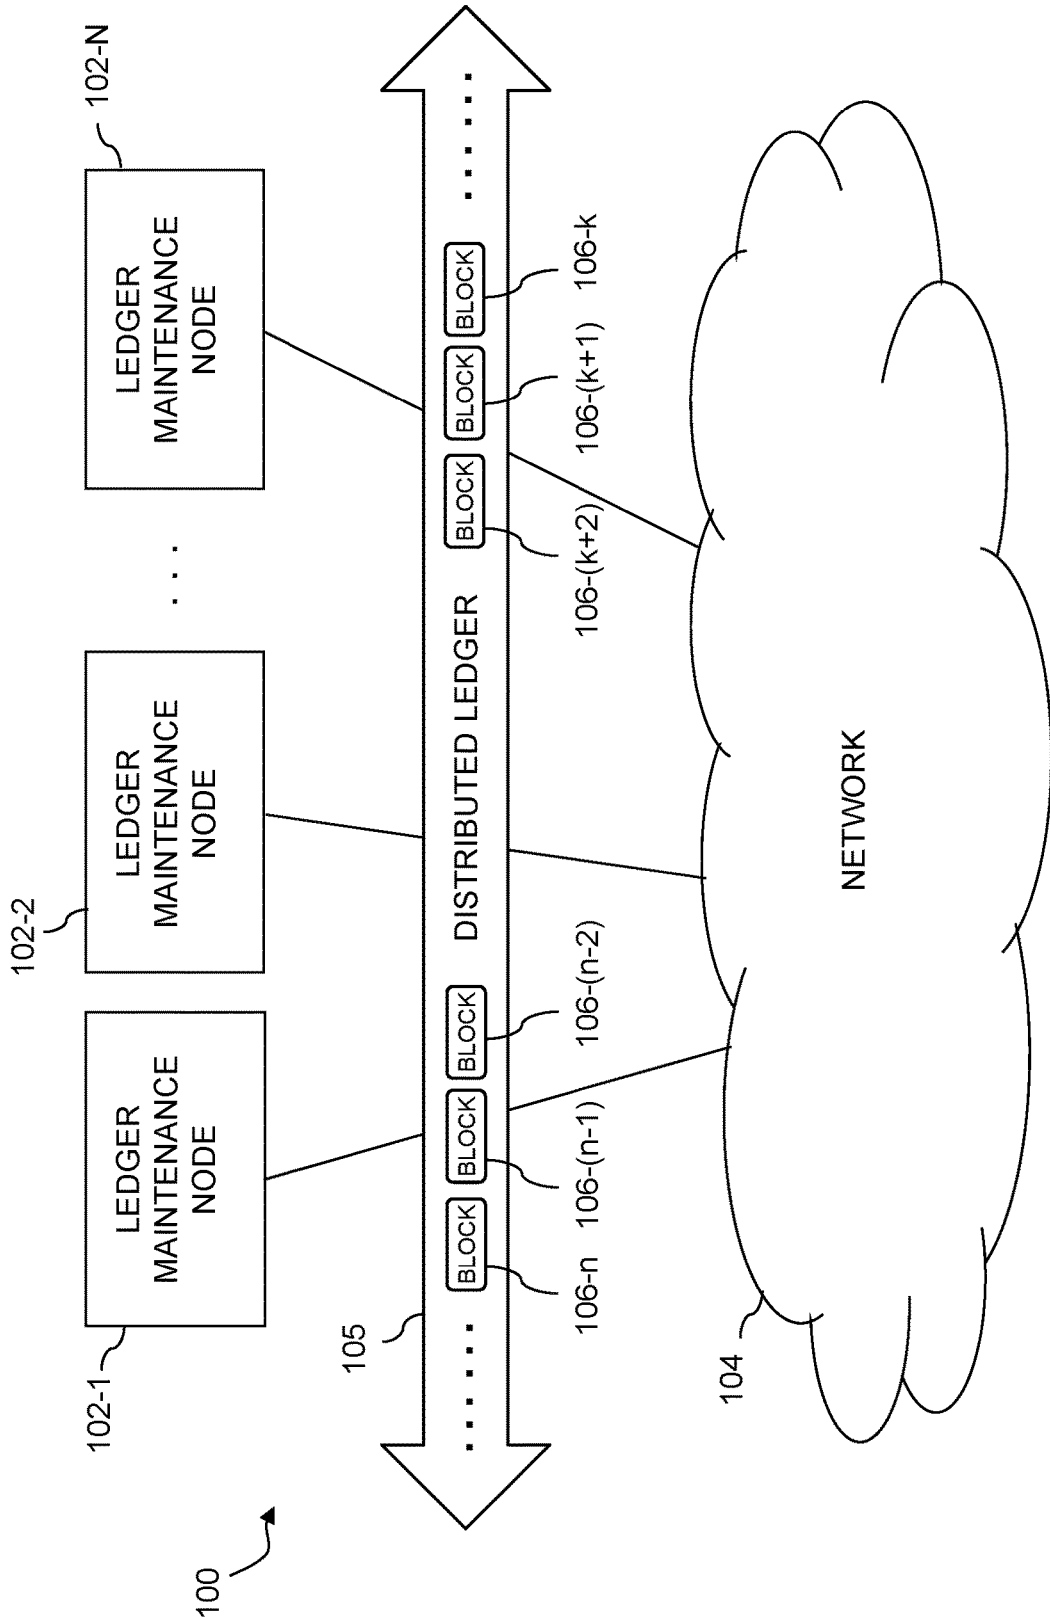 100
102-1
102-2
102-N
LEDGER
MAINTENANCE
NODE
LEDGER
MAINTENANCE
NODE
. . .
LEDGER
MAINTENANCE
NODE
105
. . . . . .
BLOCK
BLOCK
BLOCK
DISTRIBUTED LEDGER
BLOCK
BLOCK
BLOCK
. . . . . .
106-n
106-(n-1)
106-(n-2)
106-(k+2)
106-(k+1)
106-k
104
NETWORK